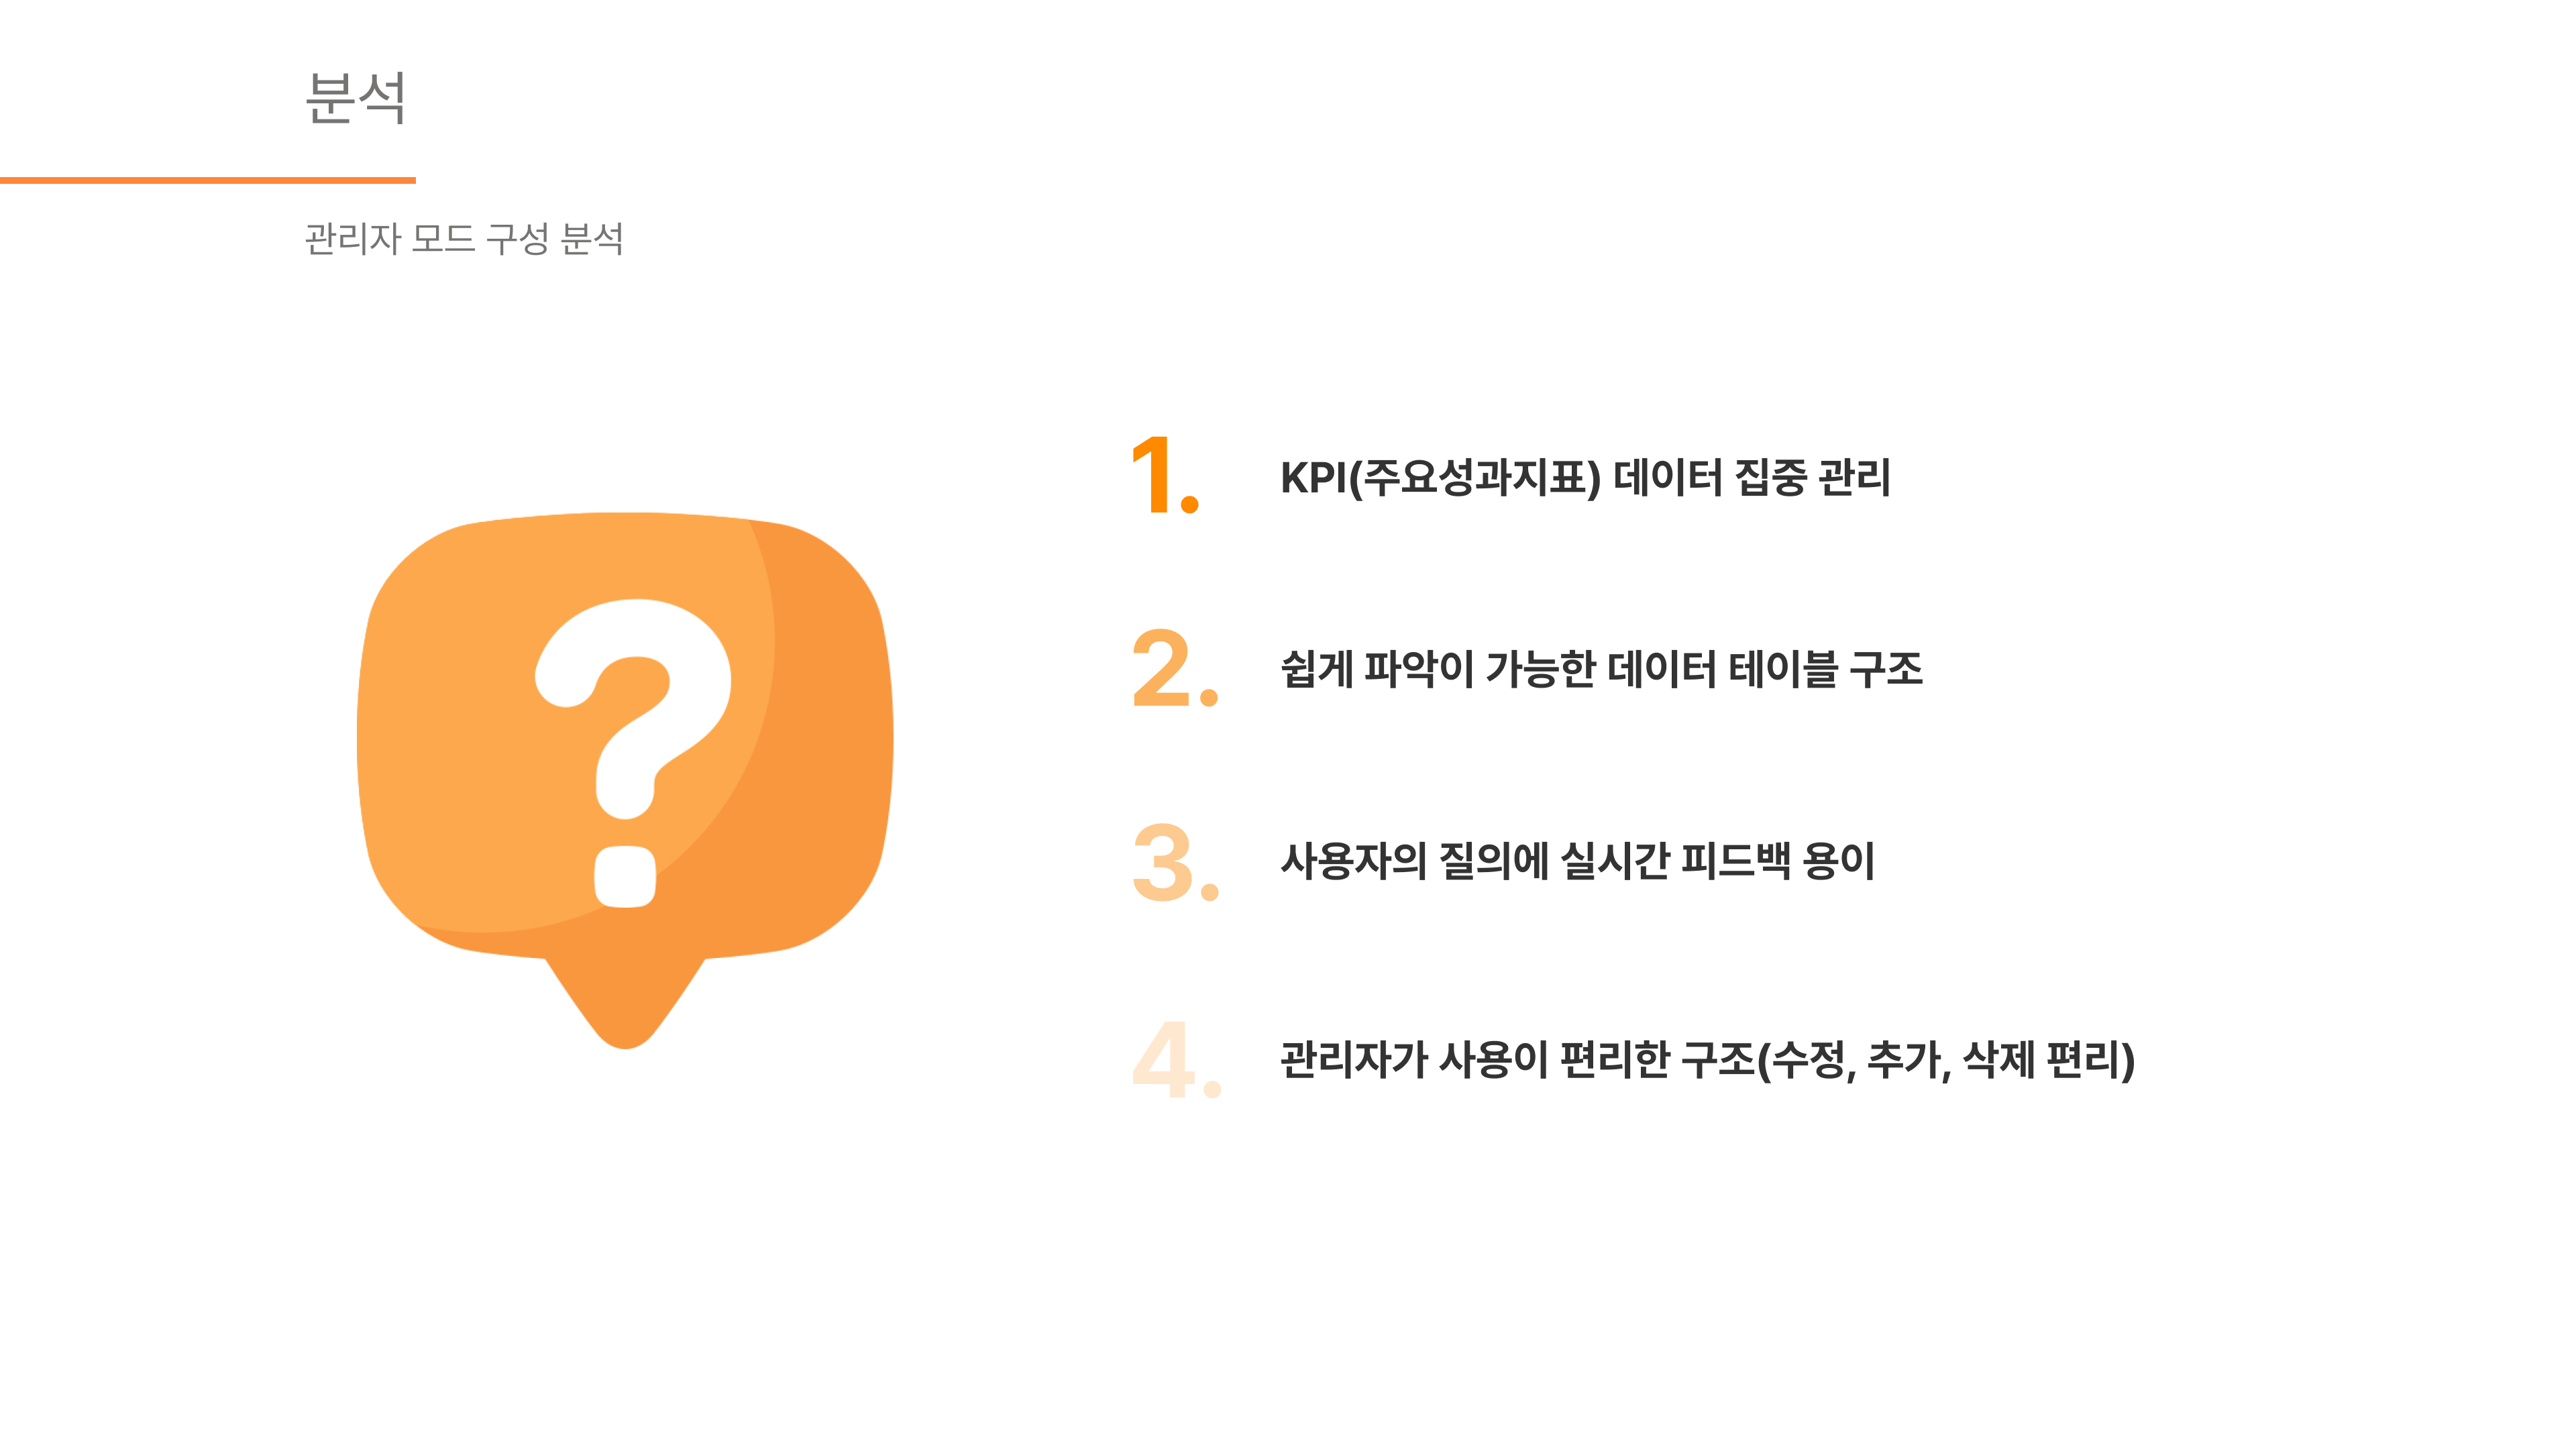 분석
관리자 모드 구성 분석
1. KPI(주요성과지표) 데이터 집중 관리
2. 쉽게 파악이 가능한 데이터 테이블 구조
3. 사용자의 질의에 실시간 피드백 용이
4. 관리자가 사용이 편리한 구조(수정, 추가, 삭제 편리)